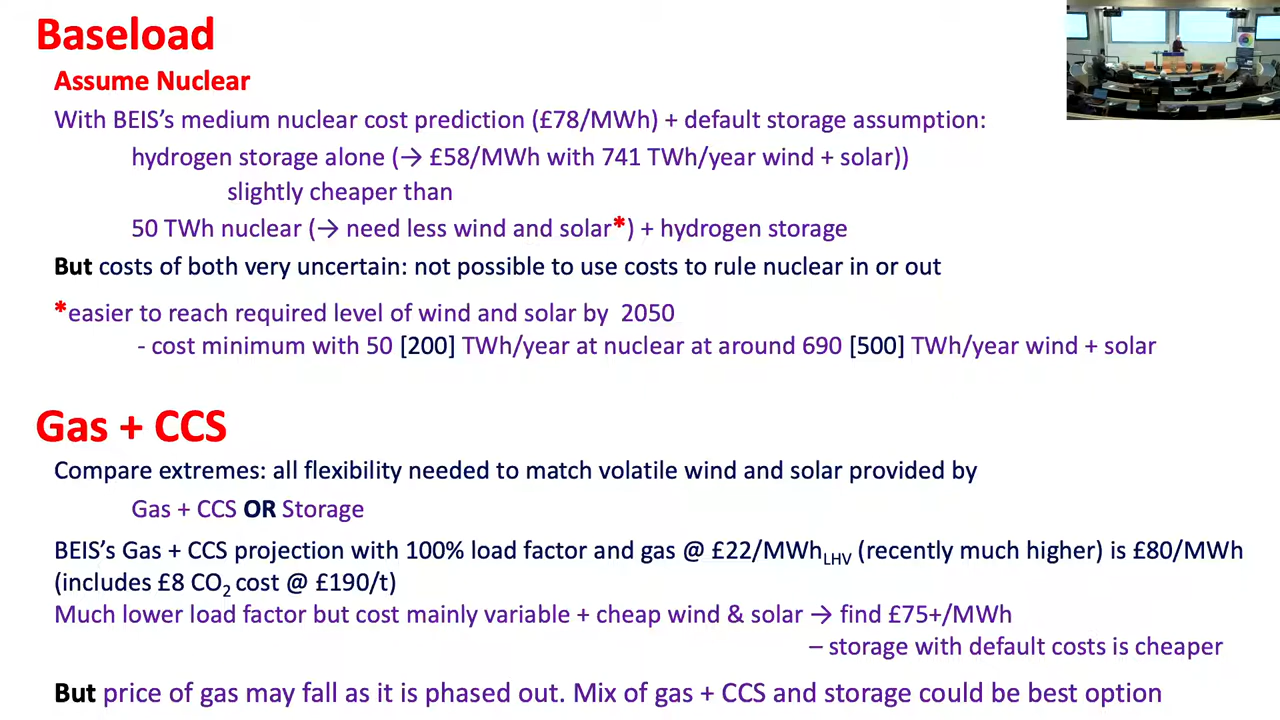 Baseload
Assume Nuclear
With BEIS's medium nuclear cost prediction (£78/MWh) + default storage assumption:
hydrogen storage alone (→ £58/MWh with 741 TWh/year wind + solar))
slightly cheaper than
50 TWh nuclear (→ need less wind and solar*) + hydrogen storage
But costs of both very uncertain: not possible to use costs to rule nuclear in or out
*easier to reach required level of wind and solar by 2050
- cost minimum with 50 [200] TWh/year at nuclear at around 690 [500] TWh/year wind + solar
Gas + CCS
Compare extremes: all flexibility needed to match volatile wind and solar provided by
Gas + CCS OR Storage
BEIS's Gas + CCS projection with 100% load factor and gas @ £22/MWhLHV (recently much higher) is £80/MWh
(includes £8 CO2 cost @ £190/t)
Much lower load factor but cost mainly variable + cheap wind & solar → find £75+/MWh
– storage with default costs is cheaper
But price of gas may fall as it is phased out. Mix of gas + CCS and storage could be best option